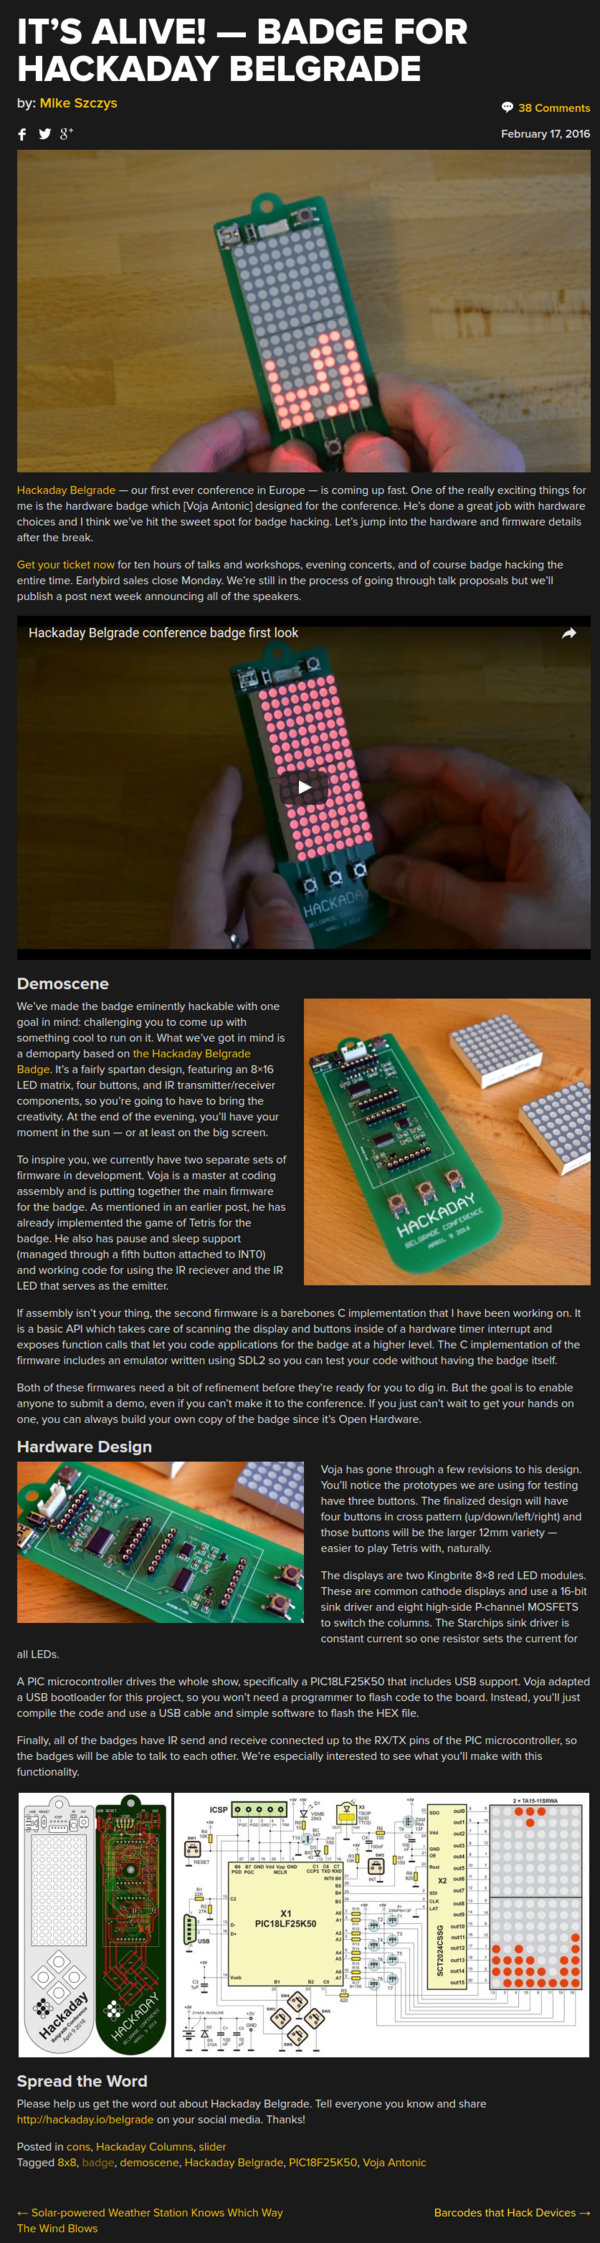 IT'S ALIVE! — BADGE FOR
HACKADAY BELGRADE
by: Mike Szczys
38 Comments
February 17, 2016
Hackaday Belgrade — our first ever conference in Europe — is coming up fast. One of the really exciting things for
me is the hardware badge which [Voja Antonic] designed for the conference. He's done a great job with hardware
choices and I think we've hit the sweet spot for badge hacking. Let's jump into the hardware and firmware details
after the break.
Get your ticket now for ten hours of talks and workshops, evening concerts, and of course badge hacking the
entire time. Earlybird sales close Monday. We're still in the process of going through talk proposals but we'll
publish a post next week announcing all of the speakers.
Hackaday Belgrade conference badge first look
HACKADAY
Demoscene
We've made the badge eminently hackable with one
goal in mind: challenging you to come up with
something cool to run on it. What we've got in mind is
a demoparty based on the Hackaday Belgrade
Badge. It's a fairly spartan design, featuring an 8×16
LED matrix, four buttons, and IR transmitter/receiver
components, so you're going to have to bring the
creativity. At the end of the evening, you'll have your
moment in the sun — or at least on the big screen.
To inspire you, we currently have two separate sets of
firmware in development. Voja is a master at coding
assembly and is putting together the main firmware
for the badge. As mentioned in an earlier post, he has
already implemented the game of Tetris for the
badge. He also has pause and sleep support
(managed through a fifth button attached to INT0)
and working code for using the IR reciever and the IR
LED that serves as the emitter.
HACKADAY
BELGRADE CONFERENCE
APRIL 9 2016
If assembly isn't your thing, the second firmware is a barebones C implementation that I have been working on. It
is a basic API which takes care of scanning the display and buttons inside of a hardware timer interrupt and
exposes function calls that let you code applications for the badge at a higher level. The C implementation of the
firmware includes an emulator written using SDL2 so you can test your code without having the badge itself.
Both of these firmwares need a bit of refinement before they're ready for you to dig in. But the goal is to enable
anyone to submit a demo, even if you can't make it to the conference. If you just can't wait to get your hands on
one, you can always build your own copy of the badge since it's Open Hardware.
Hardware Design
Voja has gone through a few revisions to his design.
You'll notice the prototypes we are using for testing
have three buttons. The finalized design will have
four buttons in cross pattern (up/down/left/right) and
those buttons will be the larger 12mm variety —
easier to play Tetris with, naturally.
The displays are two Kingbrite 8×8 red LED modules.
These are common cathode displays and use a 16-bit
sink driver and eight high-side P-channel MOSFETS
to switch the columns. The Starchips sink driver is
constant current so one resistor sets the current for
all LEDs.
A PIC microcontroller drives the whole show, specifically a PIC18LF25K50 that includes USB support. Voja adapted
a USB bootloader for this project, so you won't need a programmer to flash code to the board. Instead, you'll just
compile the code and use a USB cable and simple software to flash the HEX file.
Finally, all of the badges have IR send and receive connected up to the RX/TX pins of the PIC microcontroller, so
the badges will be able to talk to each other. We're especially interested to see what you'll make with this
functionality.
ICSP
2 × TA15-11SRWA
RESET
INT
X1
PIC18LF25K50
X2
SCT2024CSSG
USB
out0
out1
out2
out3
out4
out5
out6
out7
out8
out9
out10
out11
out12
out13
out14
out15
Hackaday
Belgrade Conference
April 9 2016
HACKADAY
Spread the Word
Please help us get the word out about Hackaday Belgrade. Tell everyone you know and share
http://hackaday.io/belgrade on your social media. Thanks!
Posted in cons, Hackaday Columns, slider
Tagged 8x8, badge, demoscene, Hackaday Belgrade, PIC18F25K50, Voja Antonic
← Solar-powered Weather Station Knows Which Way
The Wind Blows
Barcodes that Hack Devices →